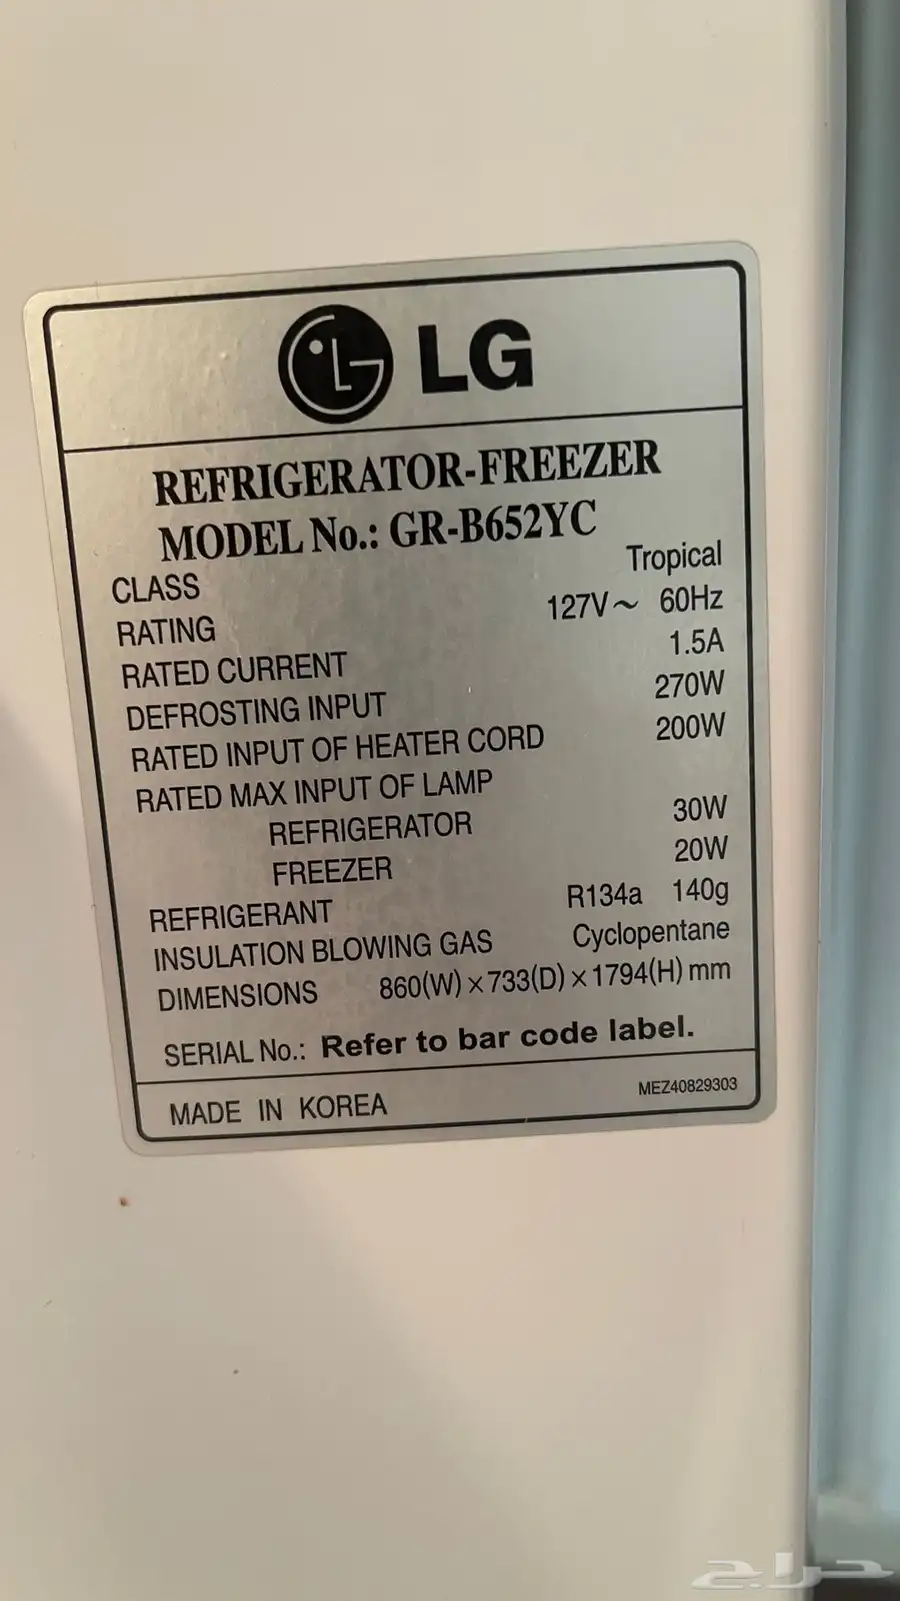 LG
REFRIGERATOR-FREEZER
MODEL No.: GR-B652YC
CLASS Tropical
RATING 127V~ 60Hz
RATED CURRENT 1.5A
DEFROSTING INPUT 270W
RATED INPUT OF HEATER CORD 200W
RATED MAX INPUT OF LAMP
REFRIGERATOR 30W
FREEZER 20W
REFRIGERANT R134a 140g
INSULATION BLOWING GAS Cyclopentane
DIMENSIONS 860(W)×733(D)×1794(H) mm
SERIAL No.: Refer to bar code label.
MADE IN KOREA MEZ40829303
حراج